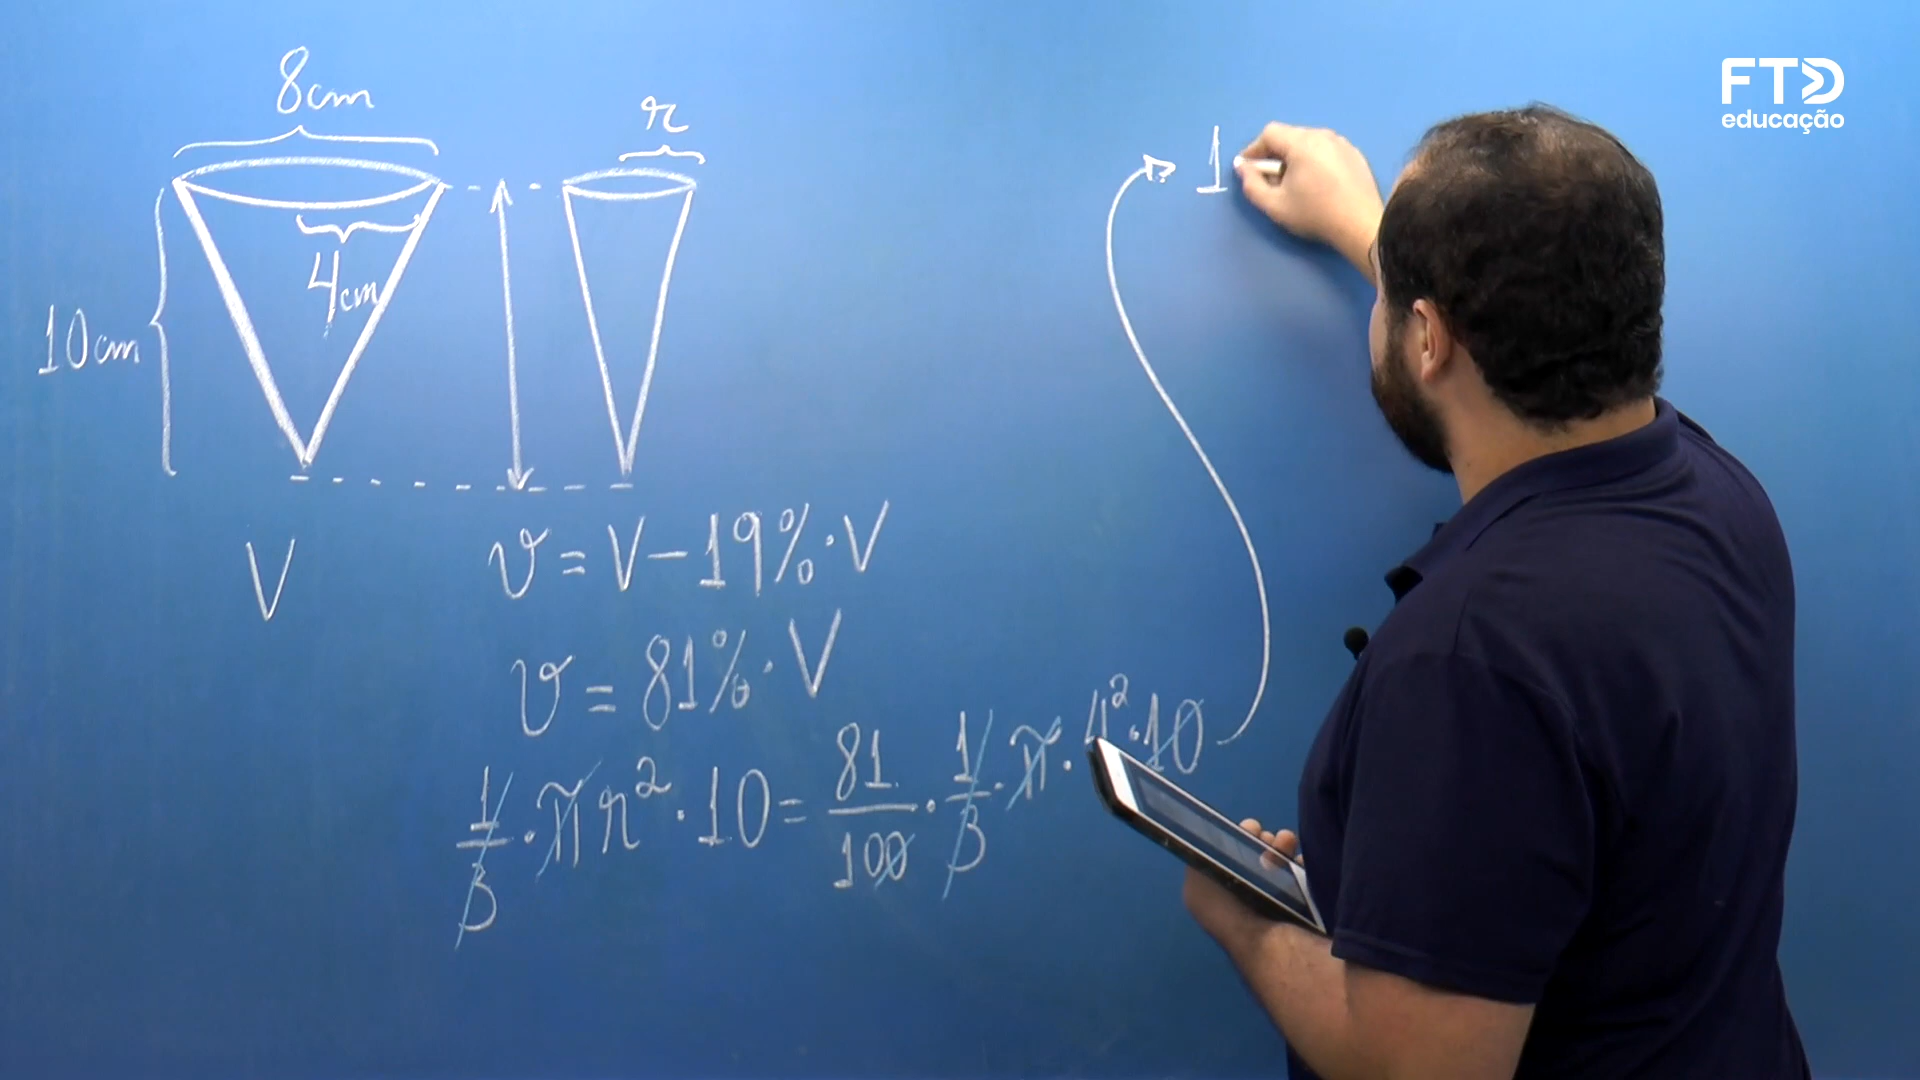 FTD
educação
8cm
r
1
4cm
10cm
V
v = V - 19% · V
v = 81% · V
1/3 · π r² · 10 = 81/100 · 1/3 · π · 4² · 10